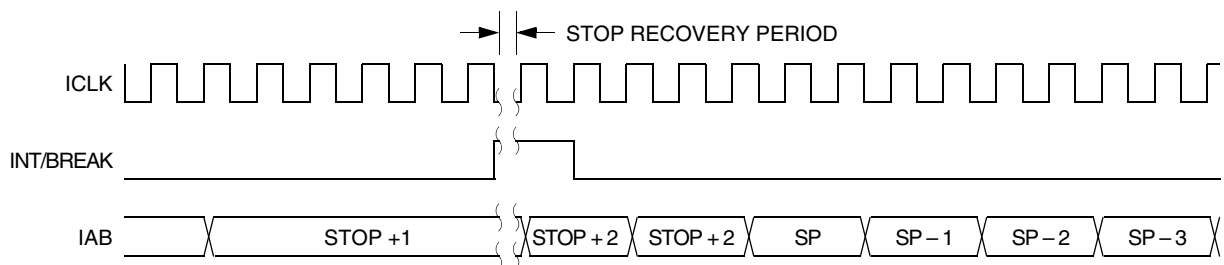 STOP RECOVERY PERIOD
ICLK
INT/BREAK
IAB STOP +1 STOP + 2 STOP + 2 SP SP – 1 SP – 2 SP – 3